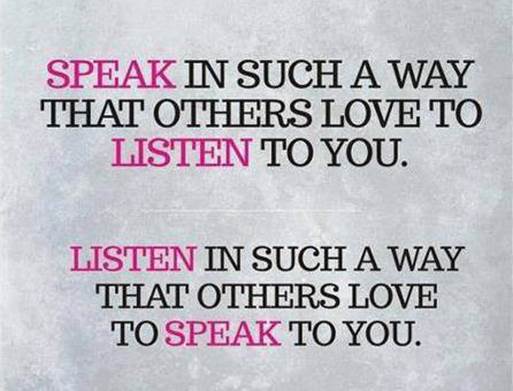 SPEAK IN SUCH A WAY
THAT OTHERS LOVE TO
LISTEN TO YOU.
LISTEN IN SUCH A WAY
THAT OTHERS LOVE
TO SPEAK TO YOU.